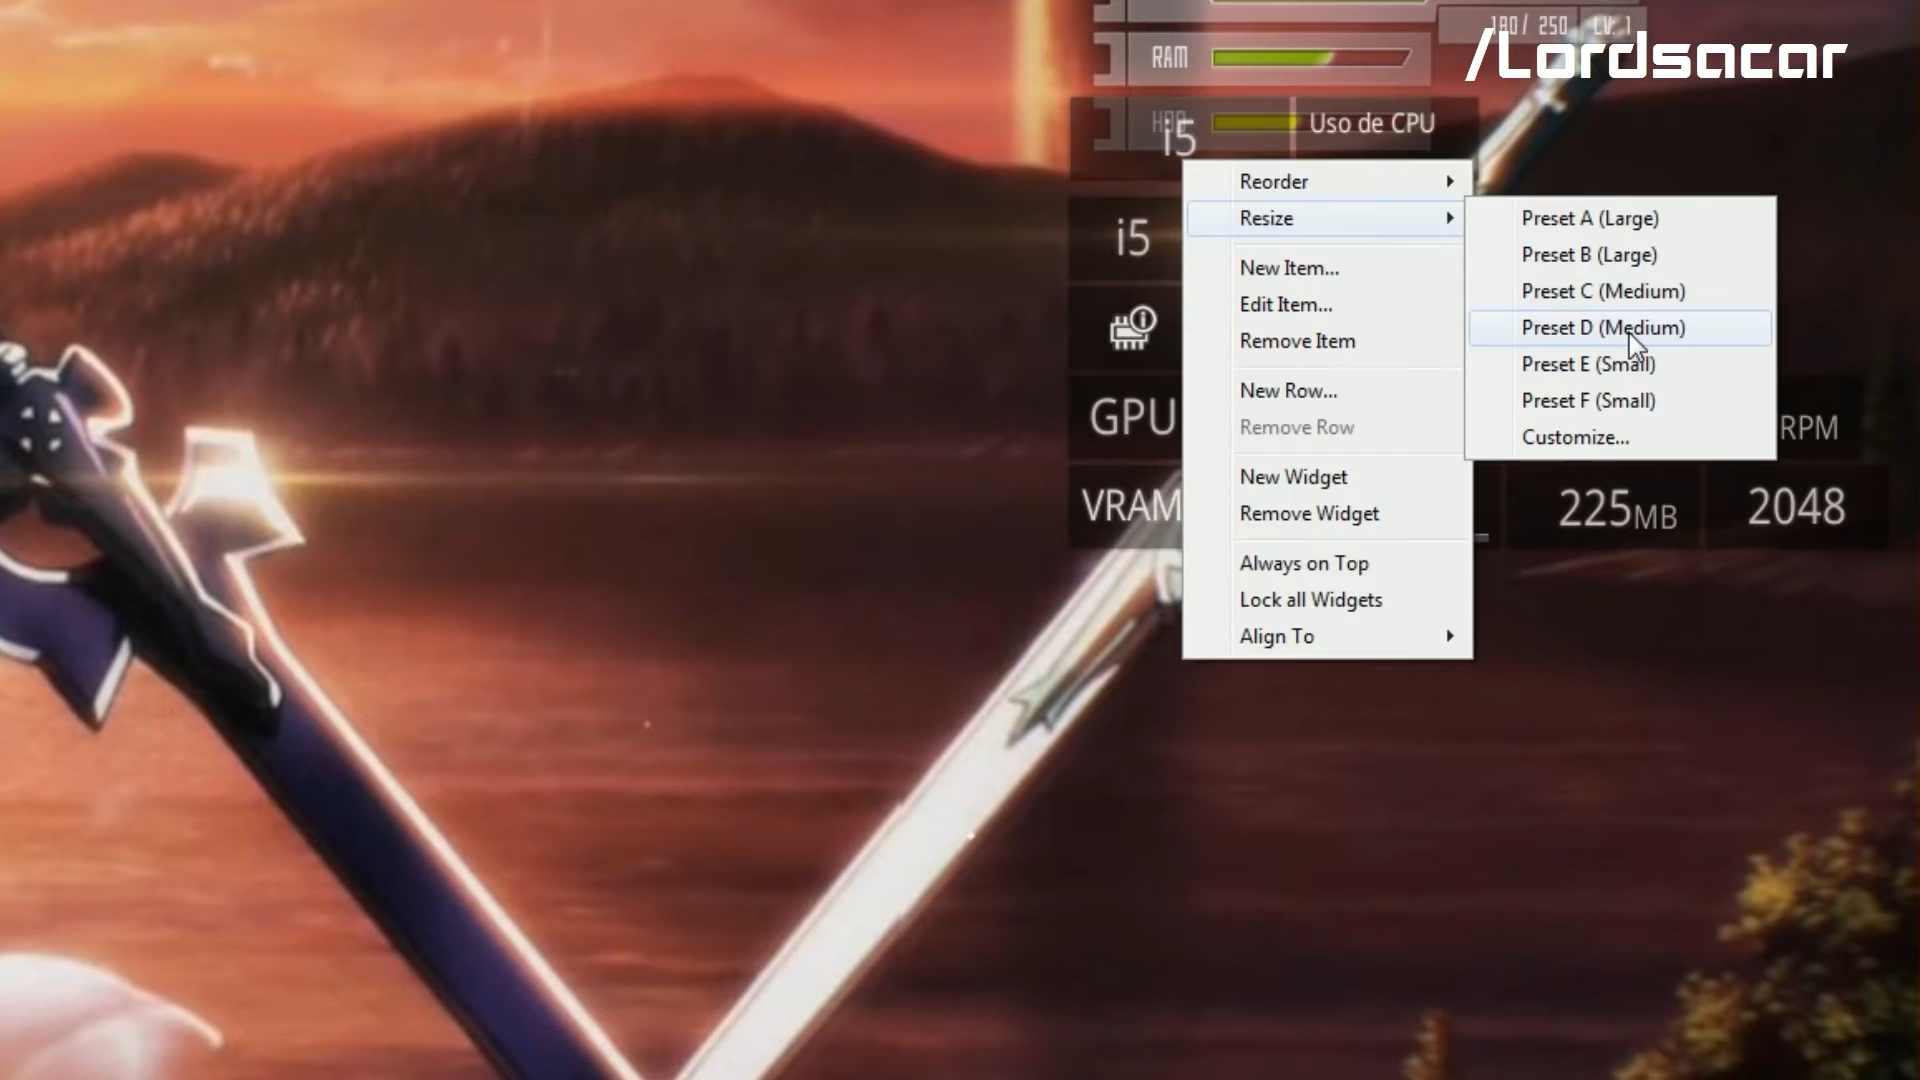 180/ 250 LV: 1
/Lordsacar
RAM
HDD
i5
Uso de CPU
Reorder
Resize
New Item...
Edit Item...
Remove Item
New Row...
Remove Row
New Widget
Remove Widget
Always on Top
Lock all Widgets
Align To
Preset A (Large)
Preset B (Large)
Preset C (Medium)
Preset D (Medium)
Preset E (Small)
Preset F (Small)
Customize...
i5
GPU
RPM
VRAM
225MB
2048